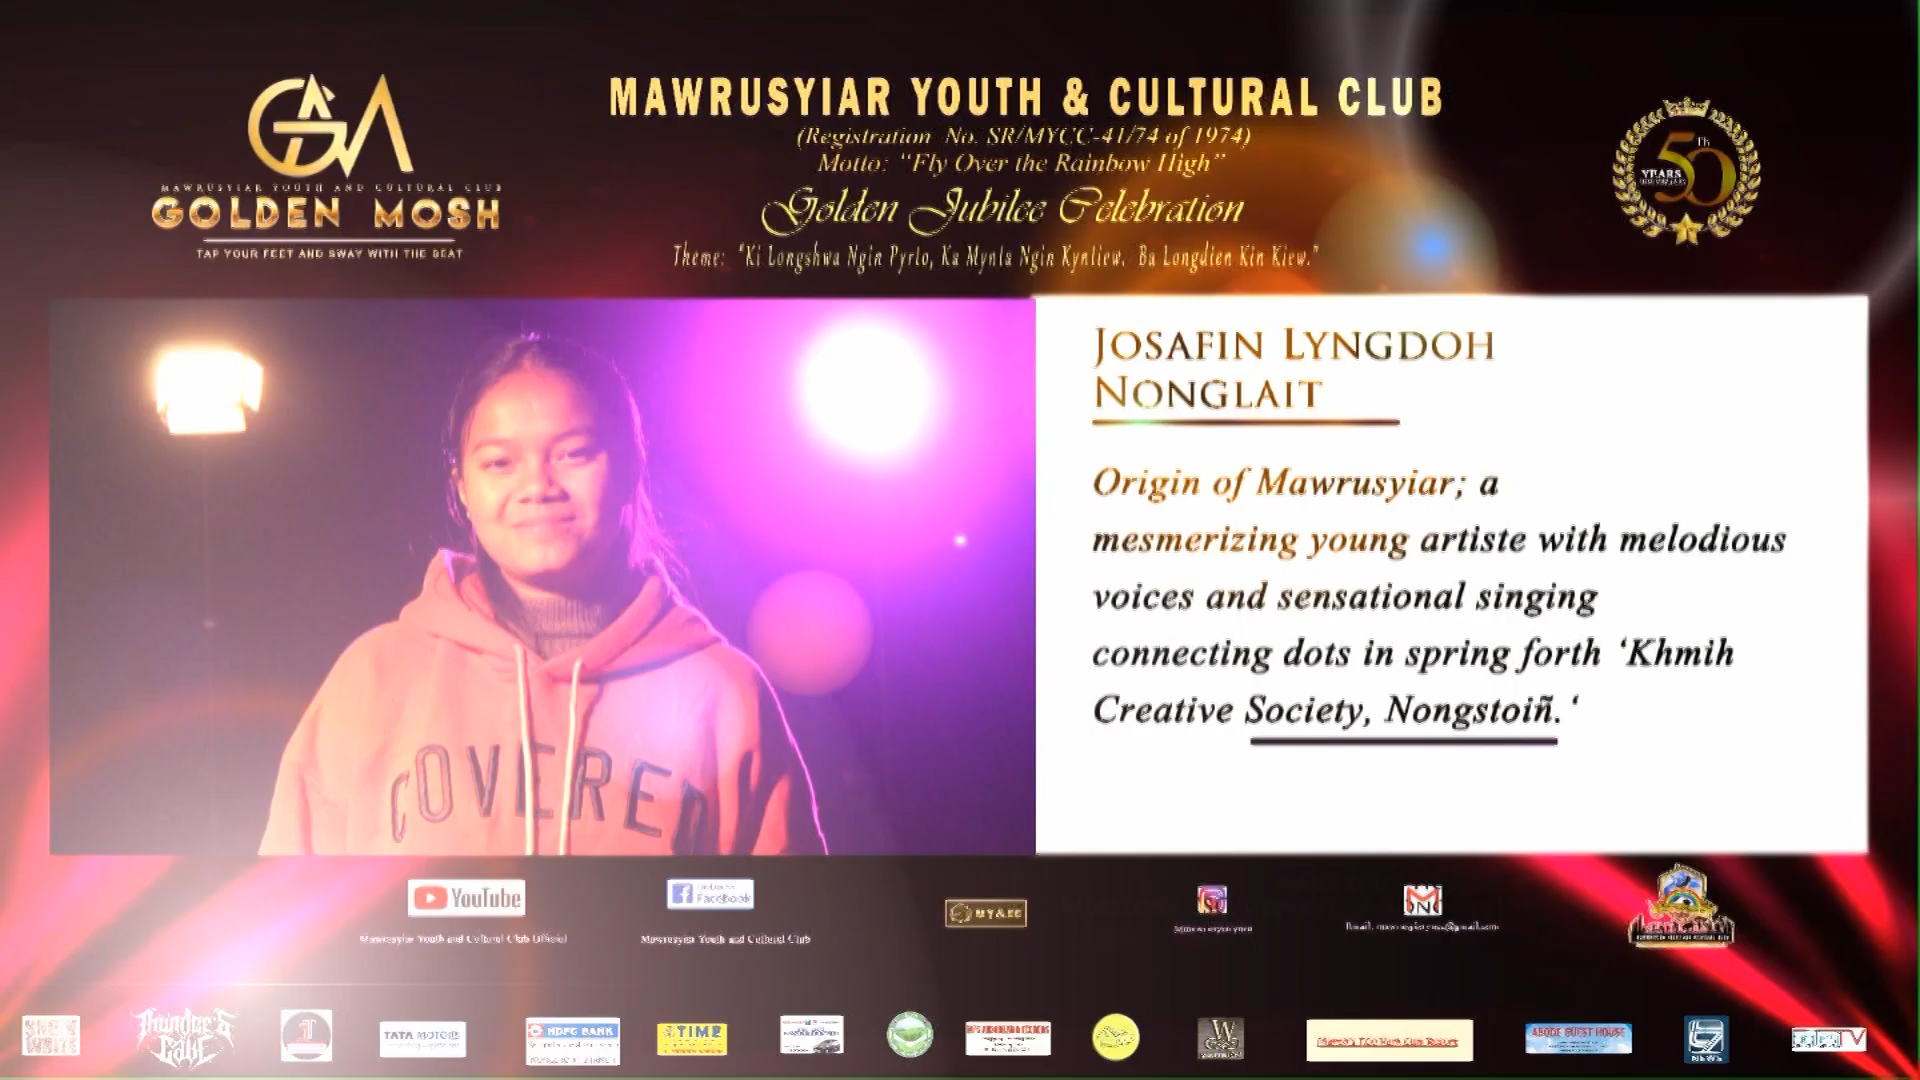 MAWRUSYIAR YOUTH AND CULTURAL CLUB
GOLDEN MOSH
TAP YOUR FEET AND SWAY WITH THE BEAT
MAWRUSYIAR YOUTH & CULTURAL CLUB
(Registration No. SR/MYCC-41/74 of 1974)
Motto: "Fly Over the Rainbow High"
Golden Jubilee Celebration
Theme: "Ki Longshwa Ngin Pyrto, Ka Mynta Ngin Kyntiew, Ba Longdien Kin Kiew."
50Th
YEARS
JOSAFIN LYNGDOH
NONGLAIT
Origin of Mawrusyiar; a
mesmerizing young artiste with melodious
voices and sensational singing
connecting dots in spring forth ‘Khmih
Creative Society, Nongstoiñ.‘
COVERED
YouTube
Mawrusyiar Youth and Cultural Club Official
Facebook
Mawrusyiar Youth and Cultural Club
TATA MOTORS
HDFC BANK
TIME
W
ABODE GUEST HOUSE
NEWS
TV